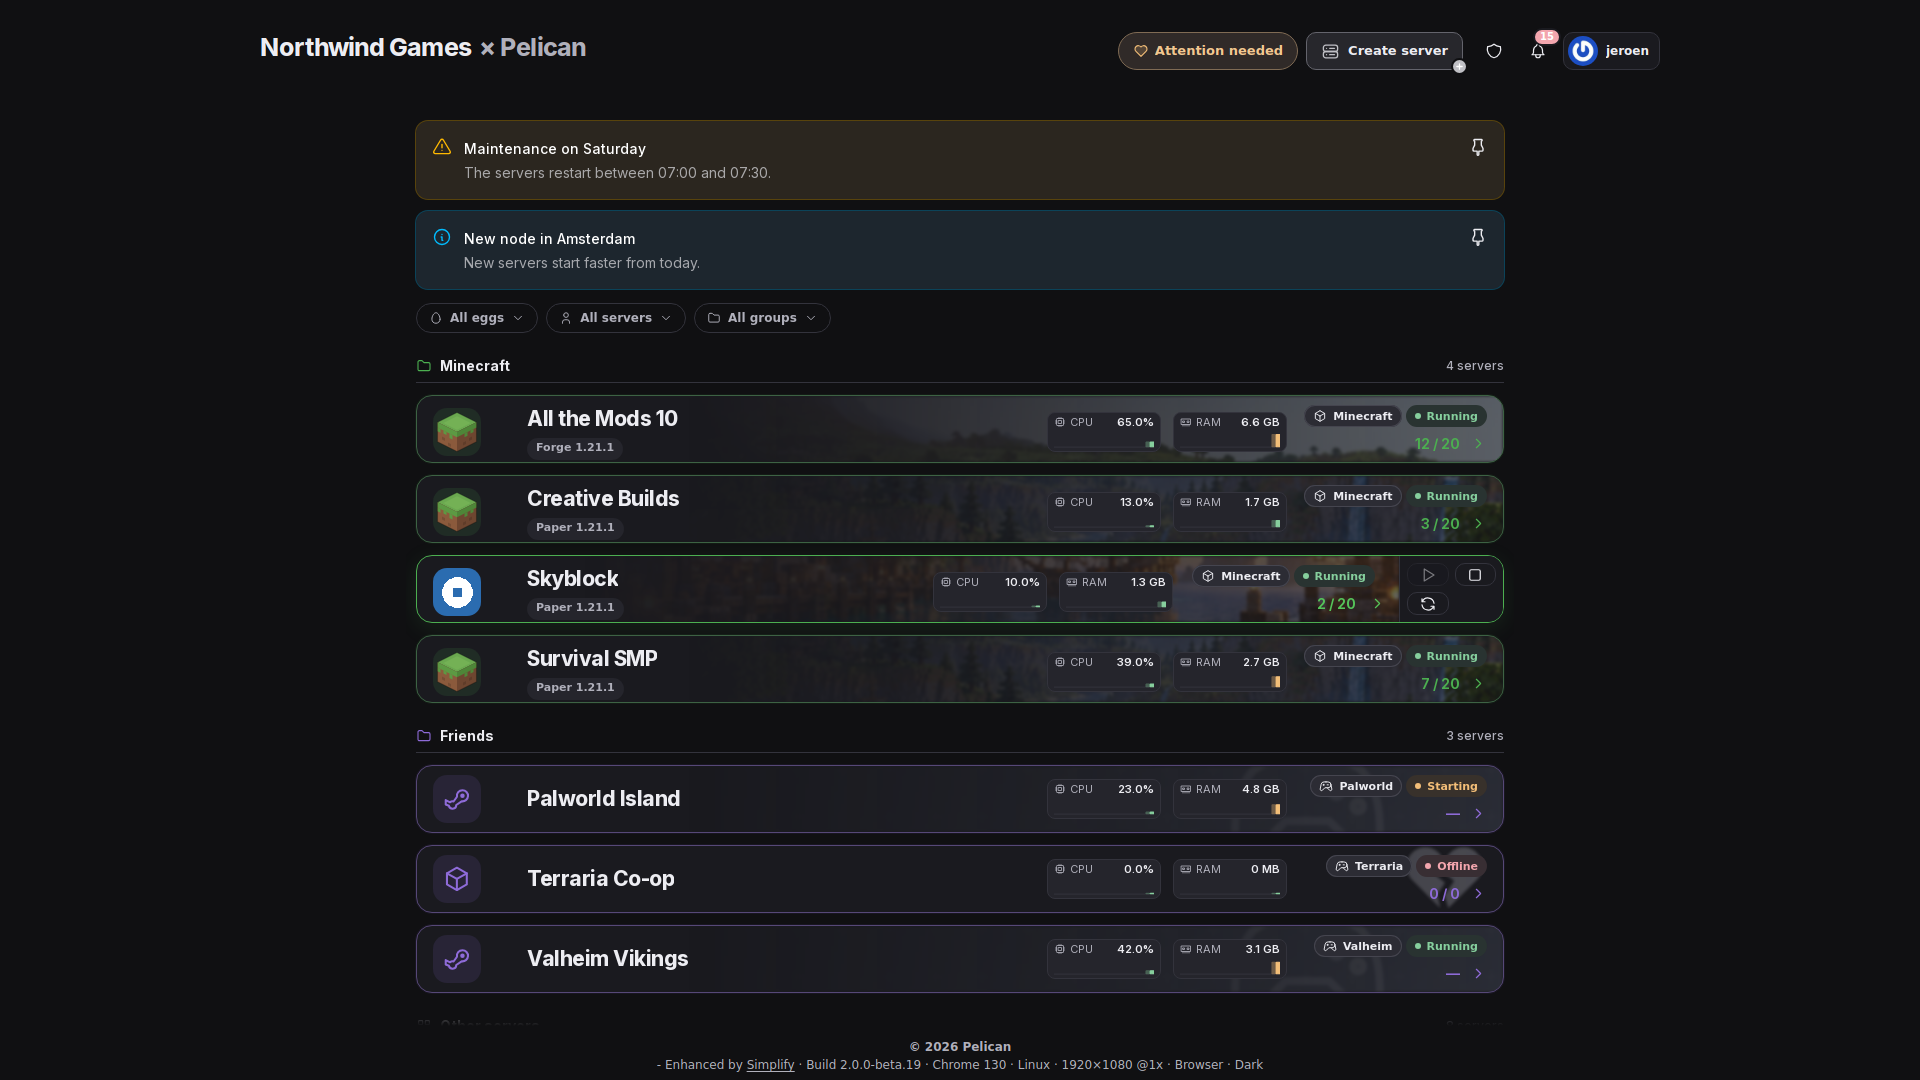 Northwind Games × Pelican
Attention needed
Create server
15
jeroen
Maintenance on Saturday
The servers restart between 07:00 and 07:30.
New node in Amsterdam
New servers start faster from today.
All eggs
All servers
All groups
Minecraft
4 servers
All the Mods 10
Forge 1.21.1
CPU 65.0%
RAM 6.6 GB
Minecraft
Running
12 / 20
Creative Builds
Paper 1.21.1
CPU 13.0%
RAM 1.7 GB
Minecraft
Running
3 / 20
Skyblock
Paper 1.21.1
CPU 10.0%
RAM 1.3 GB
Minecraft
Running
2 / 20
Survival SMP
Paper 1.21.1
CPU 39.0%
RAM 2.7 GB
Minecraft
Running
7 / 20
Friends
3 servers
Palworld Island
CPU 23.0%
RAM 4.8 GB
Palworld
Starting
—
Terraria Co-op
CPU 0.0%
RAM 0 MB
Terraria
Offline
0 / 0
Valheim Vikings
CPU 42.0%
RAM 3.1 GB
Valheim
Running
—
© 2026 Pelican
- Enhanced by Simplify · Build 2.0.0-beta.19 · Chrome 130 · Linux · 1920×1080 @1x · Browser · Dark